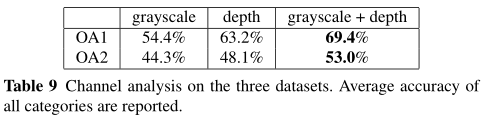 grayscale depth grayscale + depth
OA1 54.4% 63.2% 69.4%
OA2 44.3% 48.1% 53.0%
Table 9 Channel analysis on the three datasets. Average accuracy of
all categories are reported.